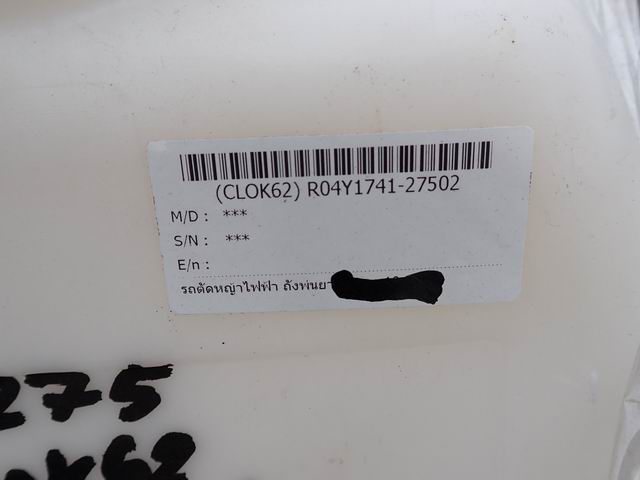 (CLOK62) R04Y1741-27502
M/D : ***
S/N : ***
E/n :
รถตัดหญ้าไฟฟ้า ถังพ่นย
275
62